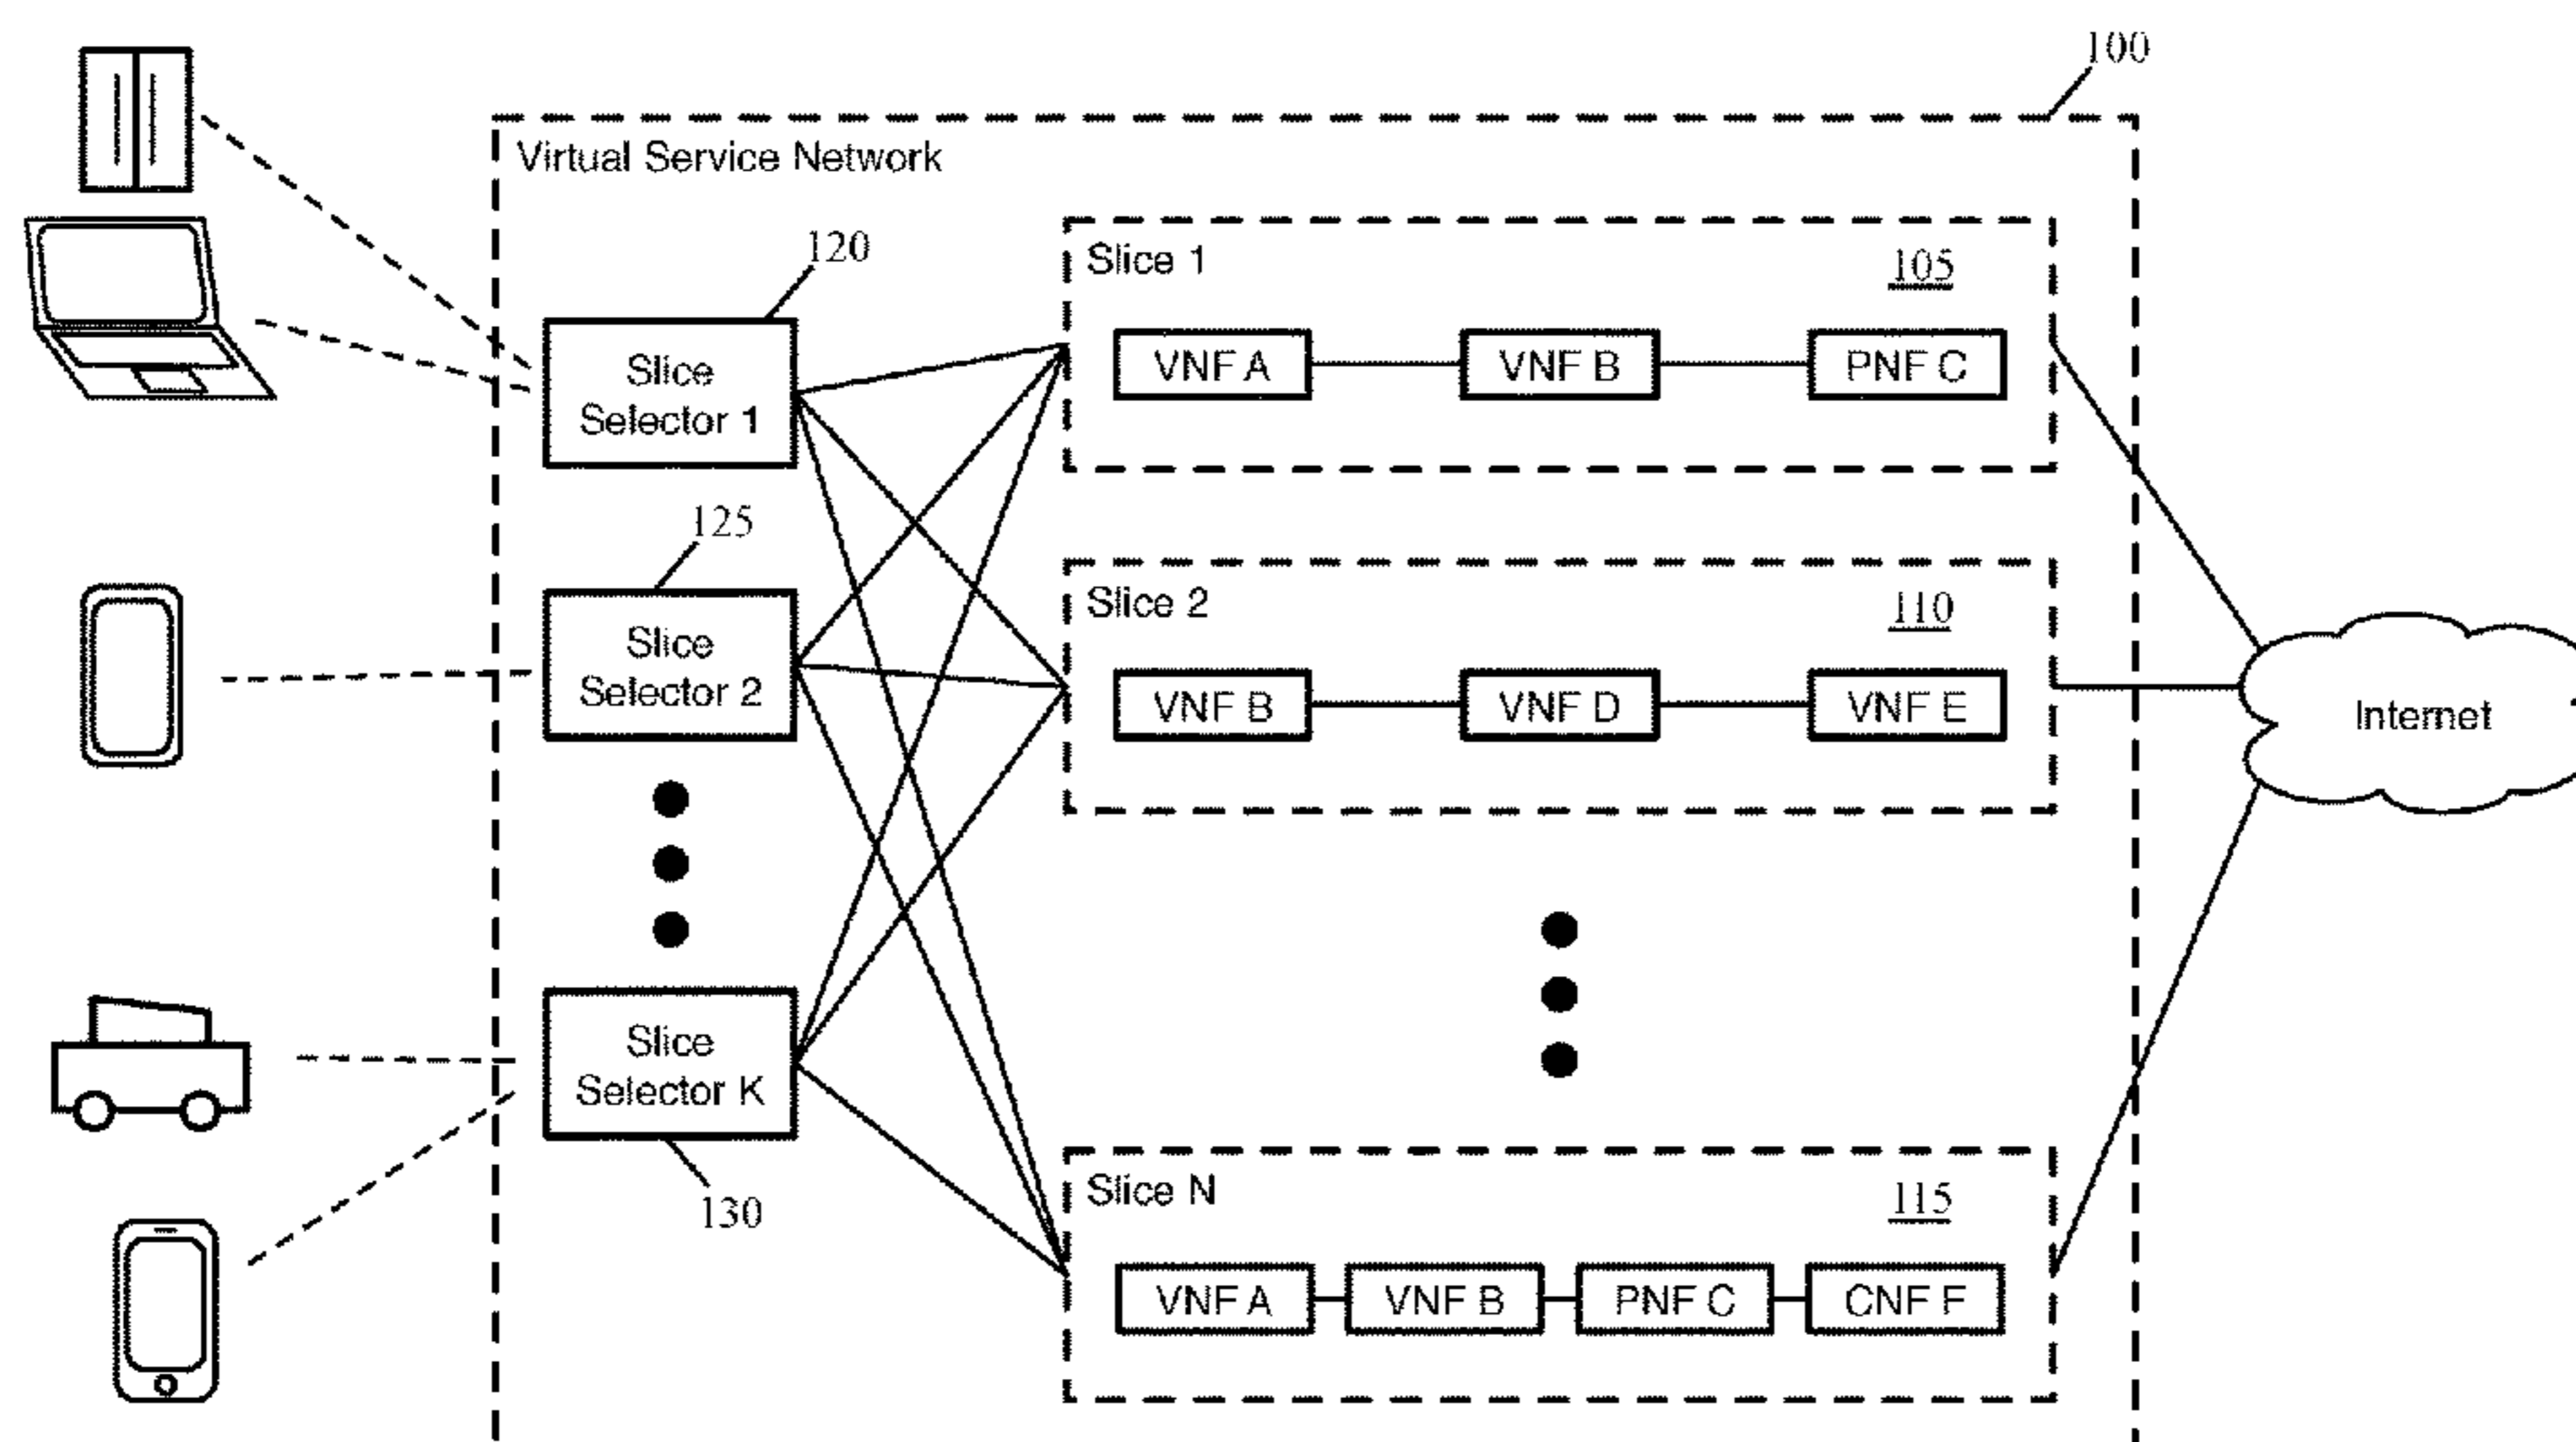 100
Virtual Service Network
120
Slice 1
105
Slice
Selector 1
VNF A
VNF B
PNF C
125
Slice 2
110
Slice
Selector 2
VNF B
VNF D
VNF E
Internet
Slice
Selector K
130
Slice N
115
VNF A
VNF B
PNF C
CNF F